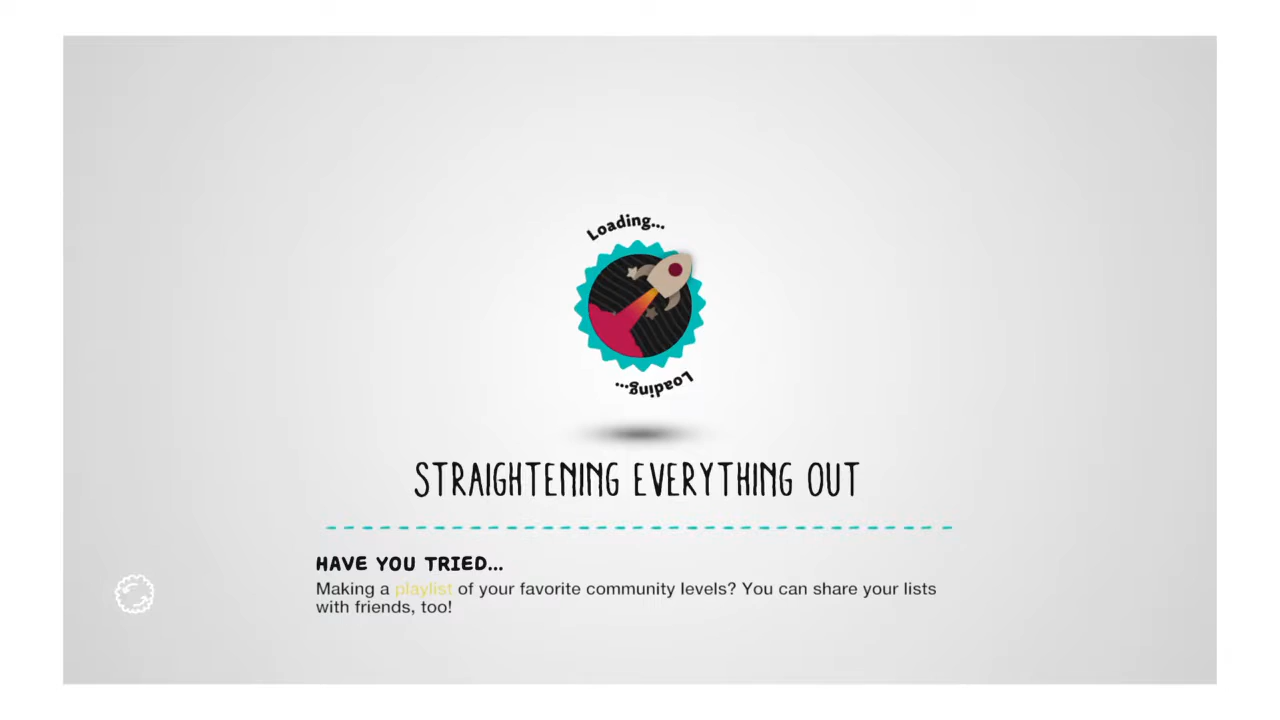 Loading...
Loading...
STRAIGHTENING EVERYTHING OUT
HAVE YOU TRIED...
Making a playlist of your favorite community levels? You can share your lists
with friends, too!